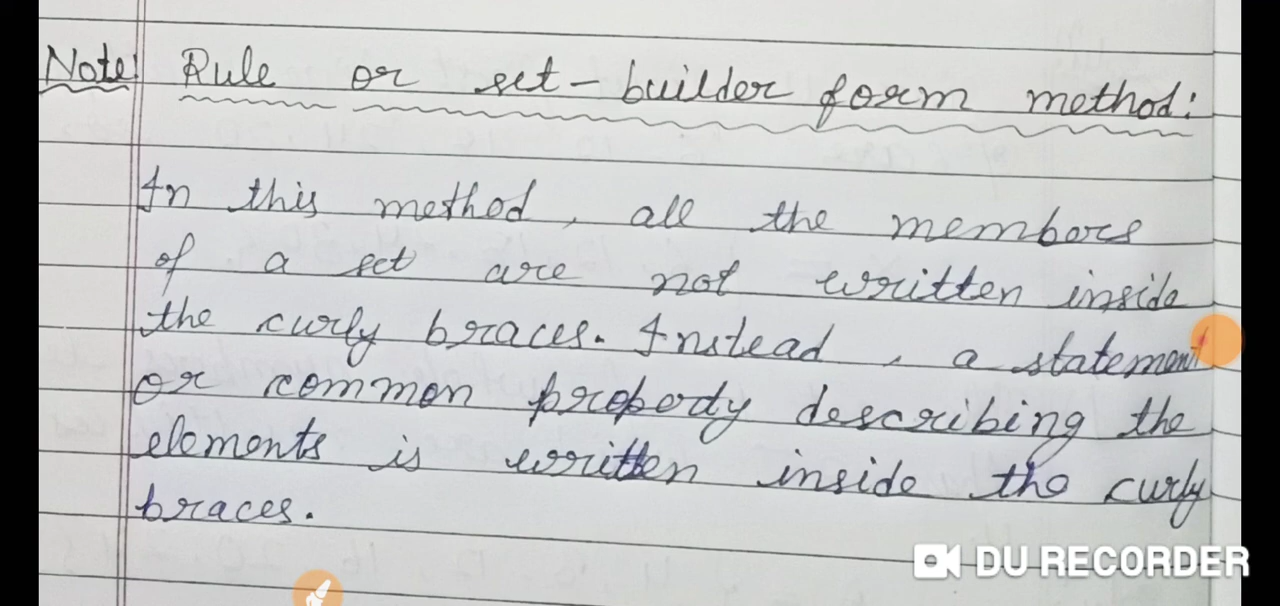 Note Rule or set-builder form method:
In this method, all the members
of a set are not written inside
the curly braces. Instead, a statement
or common property describing the
elements is written inside the curly
braces.
DU RECORDER